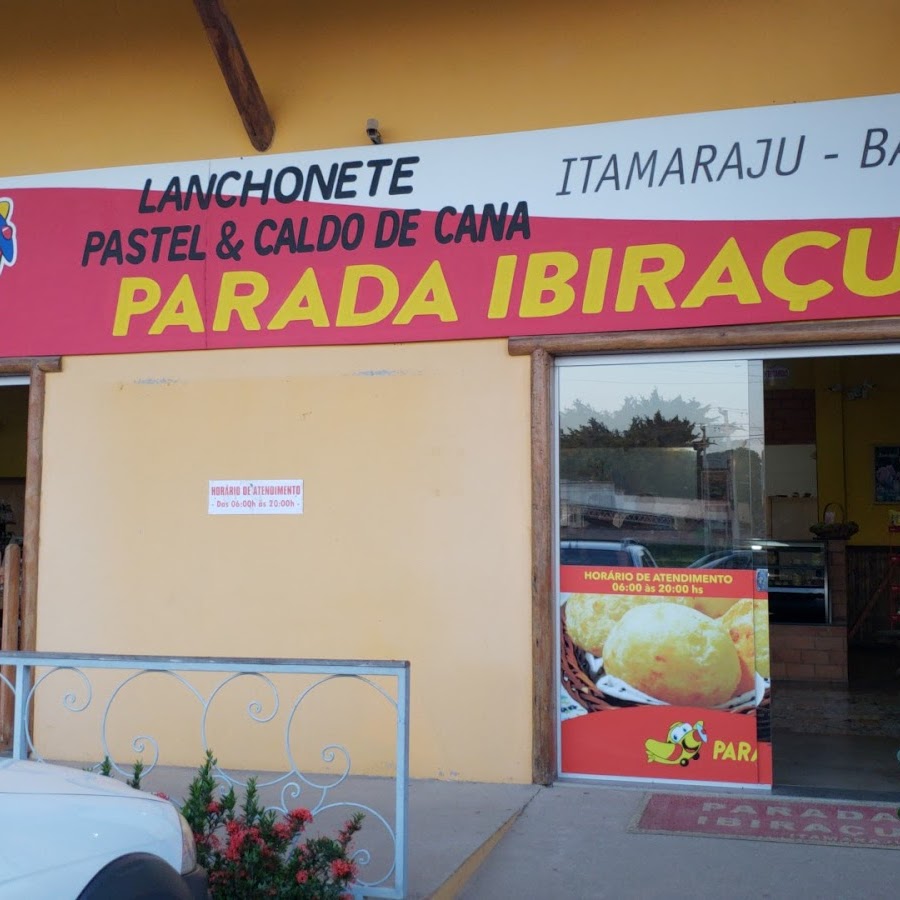 LANCHONETE
ITAMARAJU - BA
PASTEL & CALDO DE CANA
PARADA IBIRAÇU
HORÁRIO DE ATENDIMENTO
- Das 06:00h às 20:00h -
HORÁRIO DE ATENDIMENTO
06:00 às 20:00 hs
PARA
PARADA
IBIRAÇU